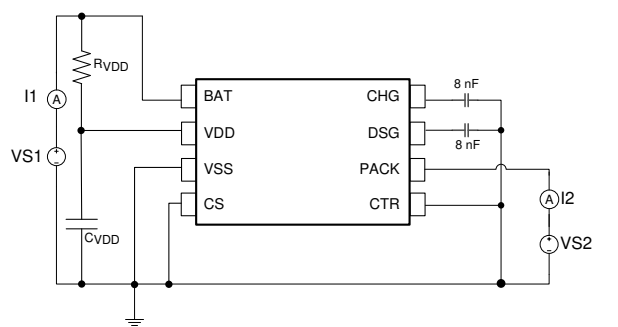 8 nF
RVDD
I1
A
BAT
CHG
VDD
DSG
8 nF
VS1
VSS
PACK
CS
CTR
A
I2
CVDD
VS2